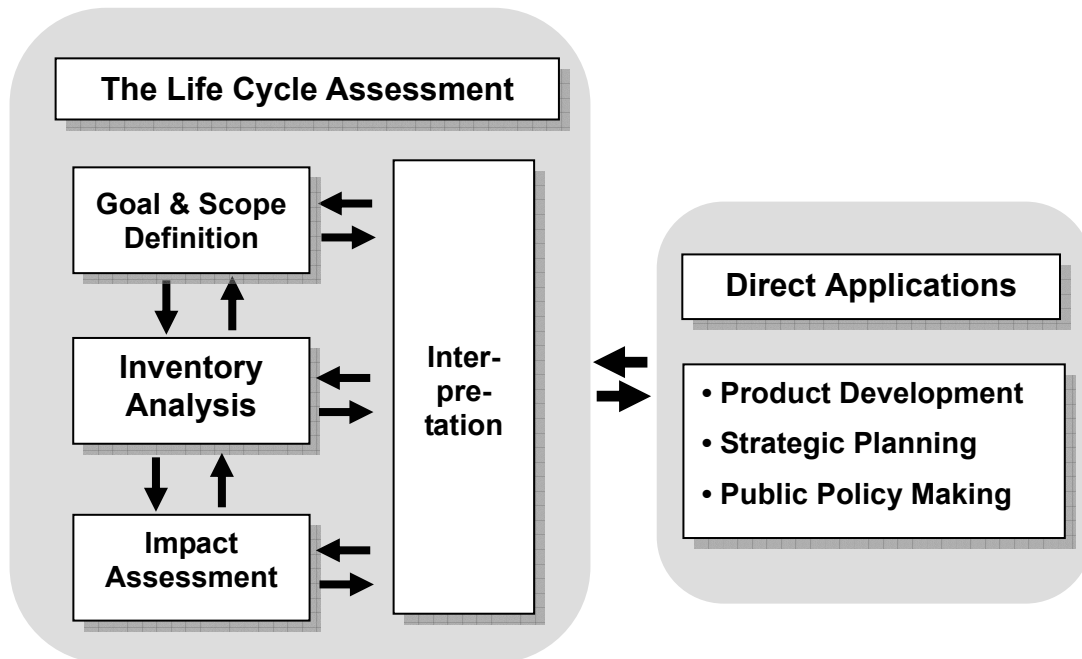 The Life Cycle Assessment
Goal & Scope
Definition
Inventory
Analysis
Impact
Assessment
Inter-
pre-
tation
Direct Applications
• Product Development
• Strategic Planning
• Public Policy Making